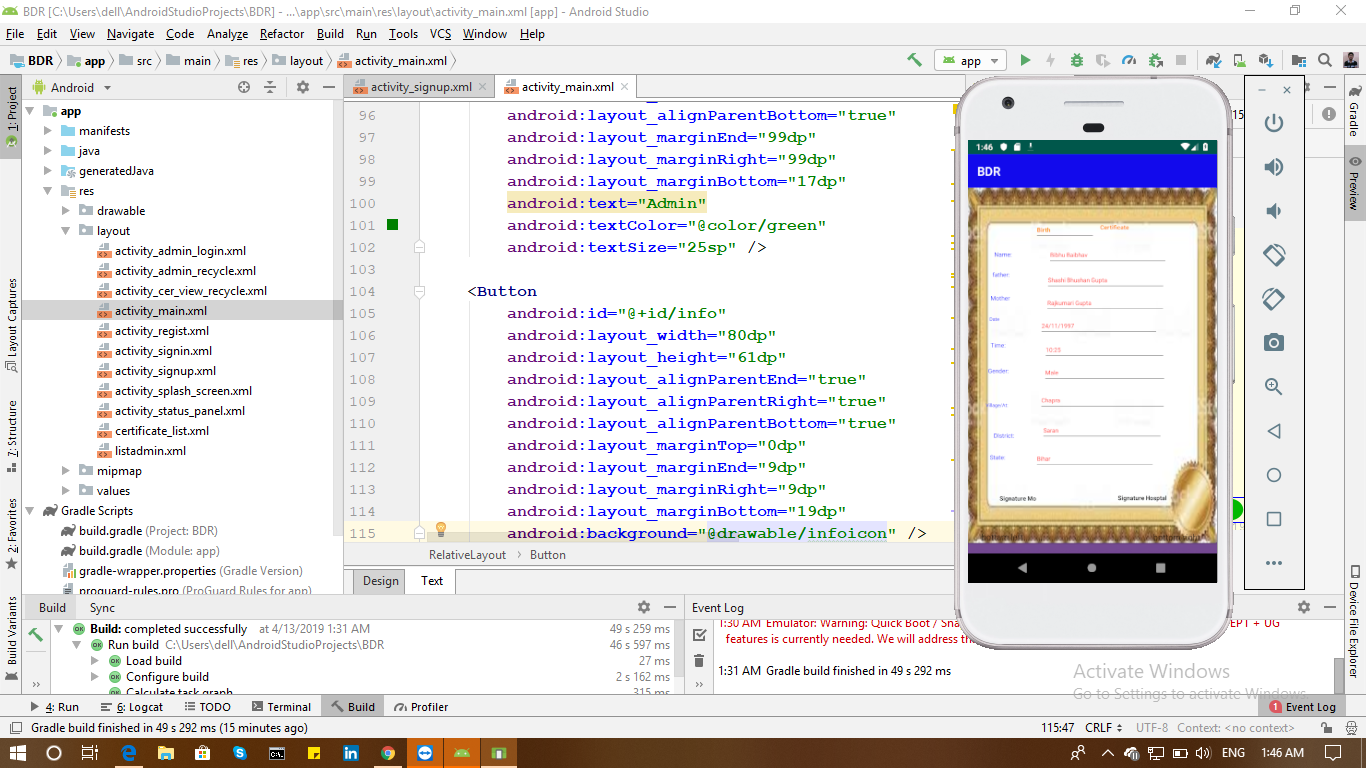 BDR [C:\Users\dell\AndroidStudioProjects\BDR] - ...\app\src\main\res\layout\activity_main.xml [app] - Android Studio
File Edit View Navigate Code Analyze Refactor Build Run Tools VCS Window Help
BDR app src main res layout activity_main.xml app
1: Project
Layout Captures
7: Structure
2: Favorites
Build Variants
Android
app
manifests
java
generatedJava
res
drawable
layout
activity_admin_login.xml
activity_admin_recycle.xml
activity_cer_view_recycle.xml
activity_main.xml
activity_regist.xml
activity_signin.xml
activity_signup.xml
activity_splash_screen.xml
activity_status_panel.xml
certificate_list.xml
listadmin.xml
mipmap
values
Gradle Scripts
build.gradle (Project: BDR)
build.gradle (Module: app)
gradle-wrapper.properties (Gradle Version)
proguard-rules.pro (ProGuard Rules for app)
activity_signup.xml activity_main.xml
96 android:layout_alignParentBottom="true"
97 android:layout_marginEnd="99dp"
98 android:layout_marginRight="99dp"
99 android:layout_marginBottom="17dp"
100 android:text="Admin"
101 android:textColor="@color/green"
102 android:textSize="25sp" />
103
104 <Button
105 android:id="@+id/info"
106 android:layout_width="80dp"
107 android:layout_height="61dp"
108 android:layout_alignParentEnd="true"
109 android:layout_alignParentRight="true"
110 android:layout_alignParentBottom="true"
111 android:layout_marginTop="0dp"
112 android:layout_marginEnd="9dp"
113 android:layout_marginRight="9dp"
114 android:layout_marginBottom="19dp"
115 android:background="@drawable/infoicon" />
RelativeLayout Button
Design Text
1:46
BDR
Birth Certificate
Name: Ribhu Raibhav
Father: Shashi Bhushan Gupta
Mother Rajkumari Gupta
Date 24/11/1997
Time: 10:25
Gender: Male
Chapra
District: Saran
State: Bihar
Signature Mo Signature Hosptal
Gradle
Preview
Device File Explorer
Build Sync
Build: completed successfully at 4/13/2019 1:31 AM 49 s 259 ms
Run build C:\Users\dell\AndroidStudioProjects\BDR 46 s 597 ms
Load build 27 ms
Configure build 2 s 162 ms
Calculate task graph 315 ms
Event Log
1:30 AM Emulator: Warning: Quick Boot / Sna EPT + UG
features is currently needed. We will address th
1:31 AM Gradle build finished in 49 s 292 ms
Activate Windows
Go to Settings to activate Windows.
4: Run 6: Logcat TODO Terminal Build Profiler 1 Event Log
Gradle build finished in 49 s 292 ms (15 minutes ago) 115:47 CRLF UTF-8 Context: <no context>
ENG 1:46 AM